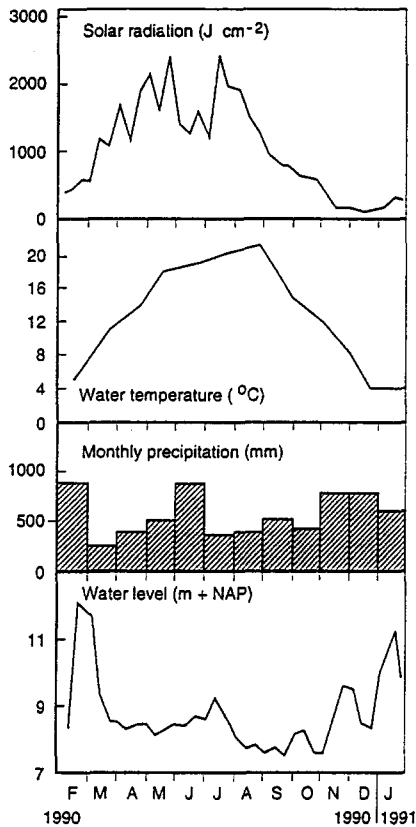 3000
Solar radiation (J cm-2)
2000
1000
0
20
16
12
8
4
Water temperature (°C)
0
Monthly precipitation (mm)
1000
500
0
Water level (m + NAP)
11
9
7
F M A M J J A S O N D J
1990 1990 1991